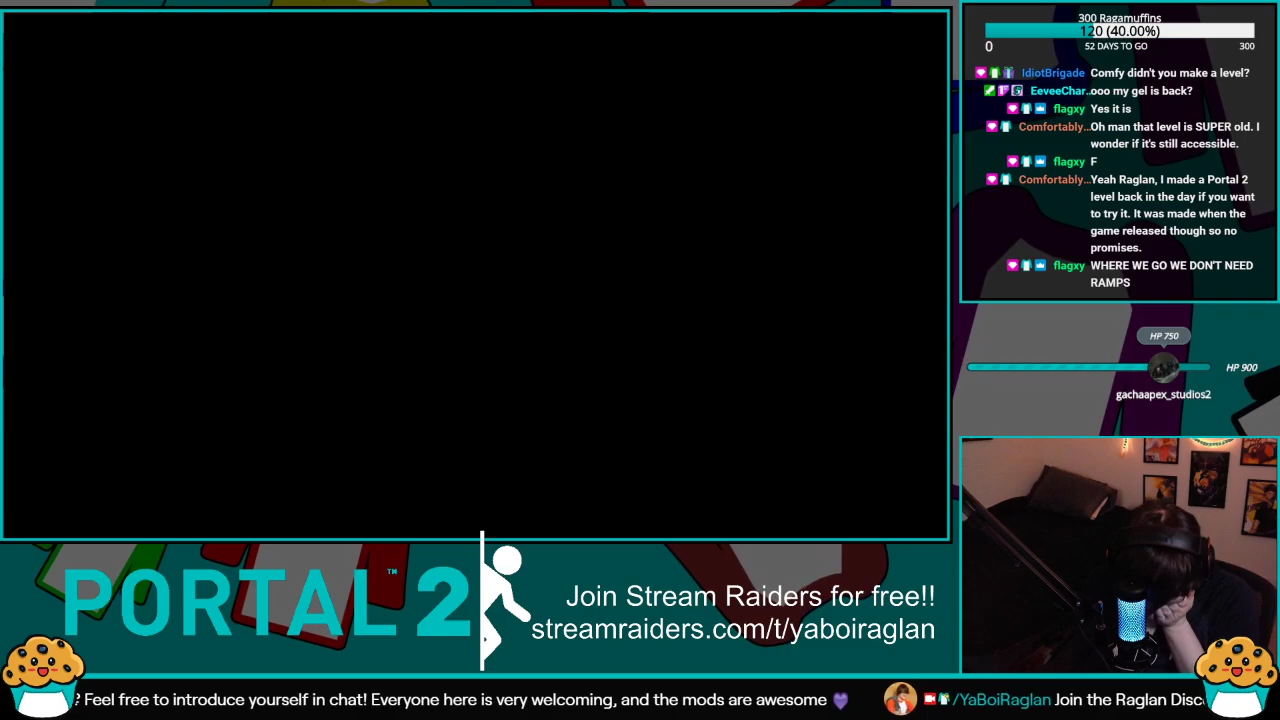 300 Ragamuffins
120 (40.00%)
0 52 DAYS TO GO 300
IdiotBrigade Comfy didn't you make a level?
EeveeChar.. ooo my gel is back?
flagxy Yes it is
Comfortably... Oh man that level is SUPER old. I
wonder if it's still accessible.
flagxy F
Comfortably... Yeah Raglan, I made a Portal 2
level back in the day if you want
to try it. It was made when the
game released though so no
promises.
flagxy WHERE WE GO WE DON'T NEED
RAMPS
HP 750
HP 900
gachaapex_studios2
PORTAL™ 2
Join Stream Raiders for free!!
streamraiders.com/t/yaboiraglan
? Feel free to introduce yourself in chat! Everyone here is very welcoming, and the mods are awesome 💜 /YaBoiRaglan Join the Raglan Disc